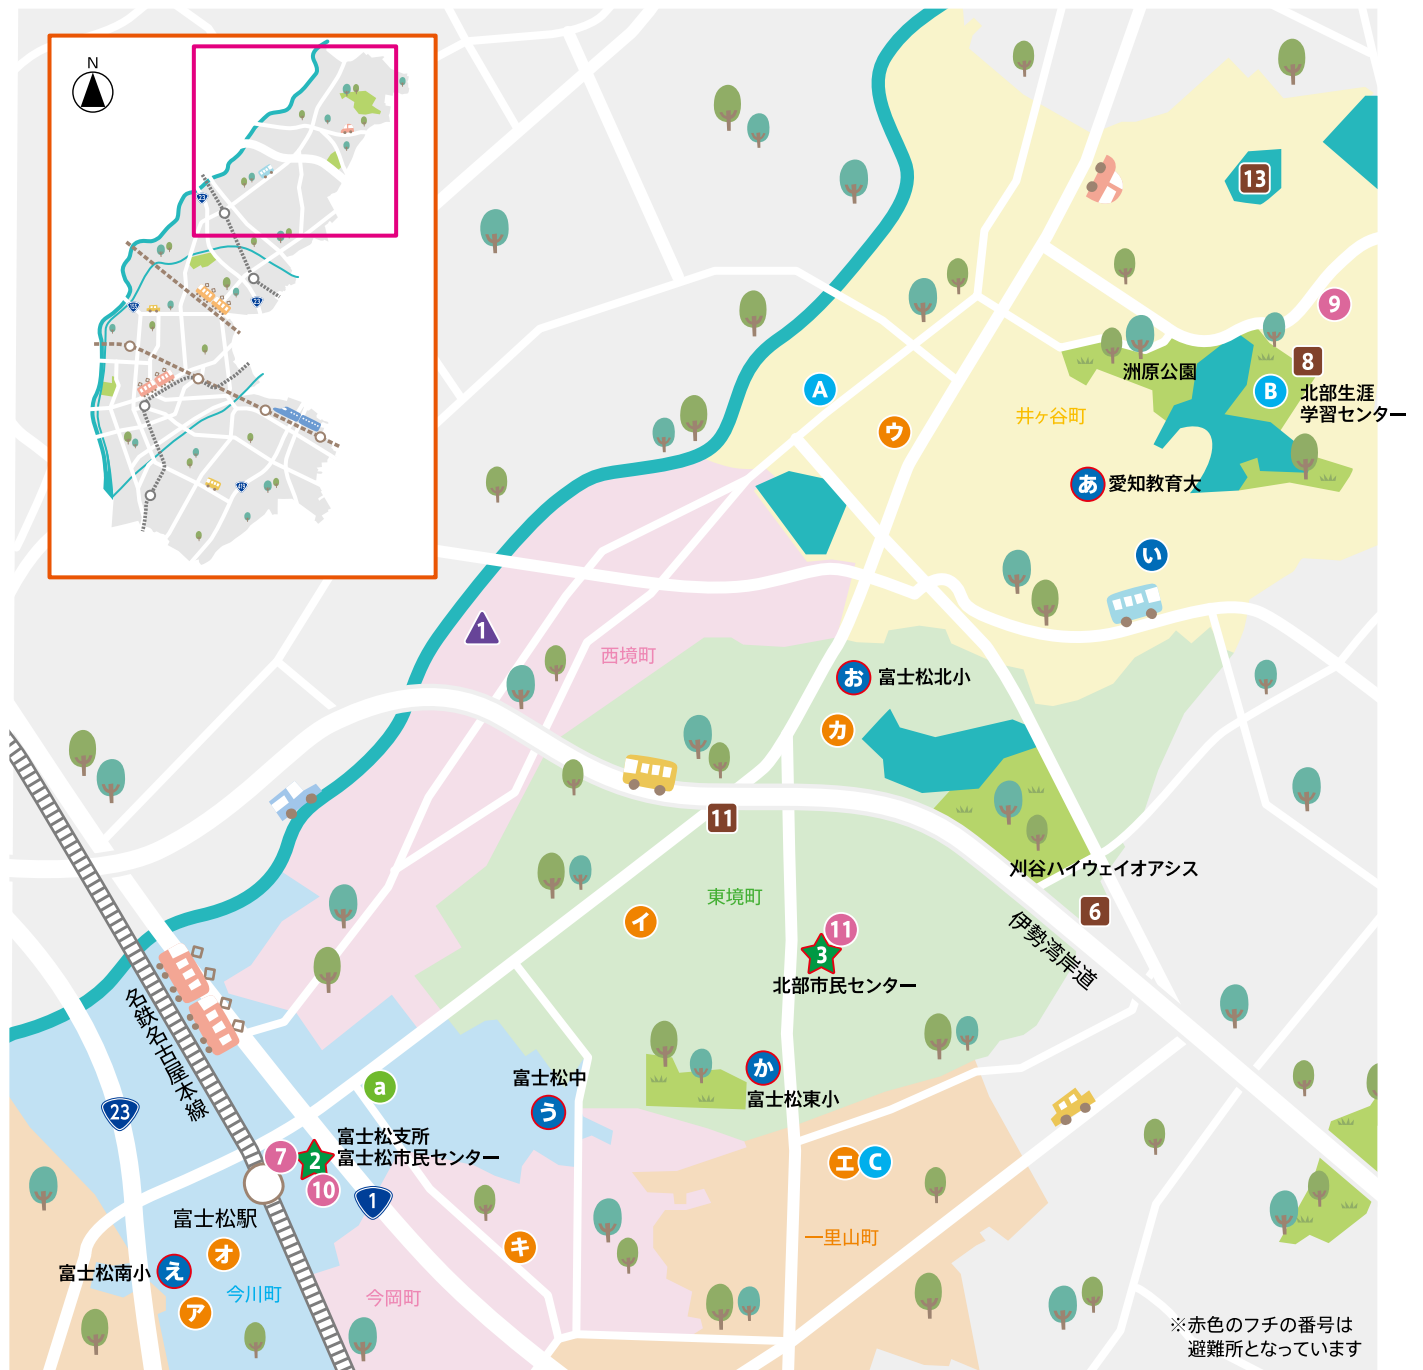 N
23
23
155
419
13
9
8
洲原公園
A
B
北部生涯
学習センター
ウ
井ヶ谷町
あ
愛知教育大
い
1
西境町
お
富士松北小
カ
11
刈谷ハイウェイオアシス
東境町
6
イ
11
3
北部市民センター
伊勢湾岸道
名鉄名古屋本線
か
富士松東小
富士松中
う
a
23
富士松支所
富士松市民センター
7
2
10
1
エ
C
富士松駅
一里山町
オ
キ
富士松南小
え
今川町
今岡町
ア
※赤色のフチの番号は
避難所となっています